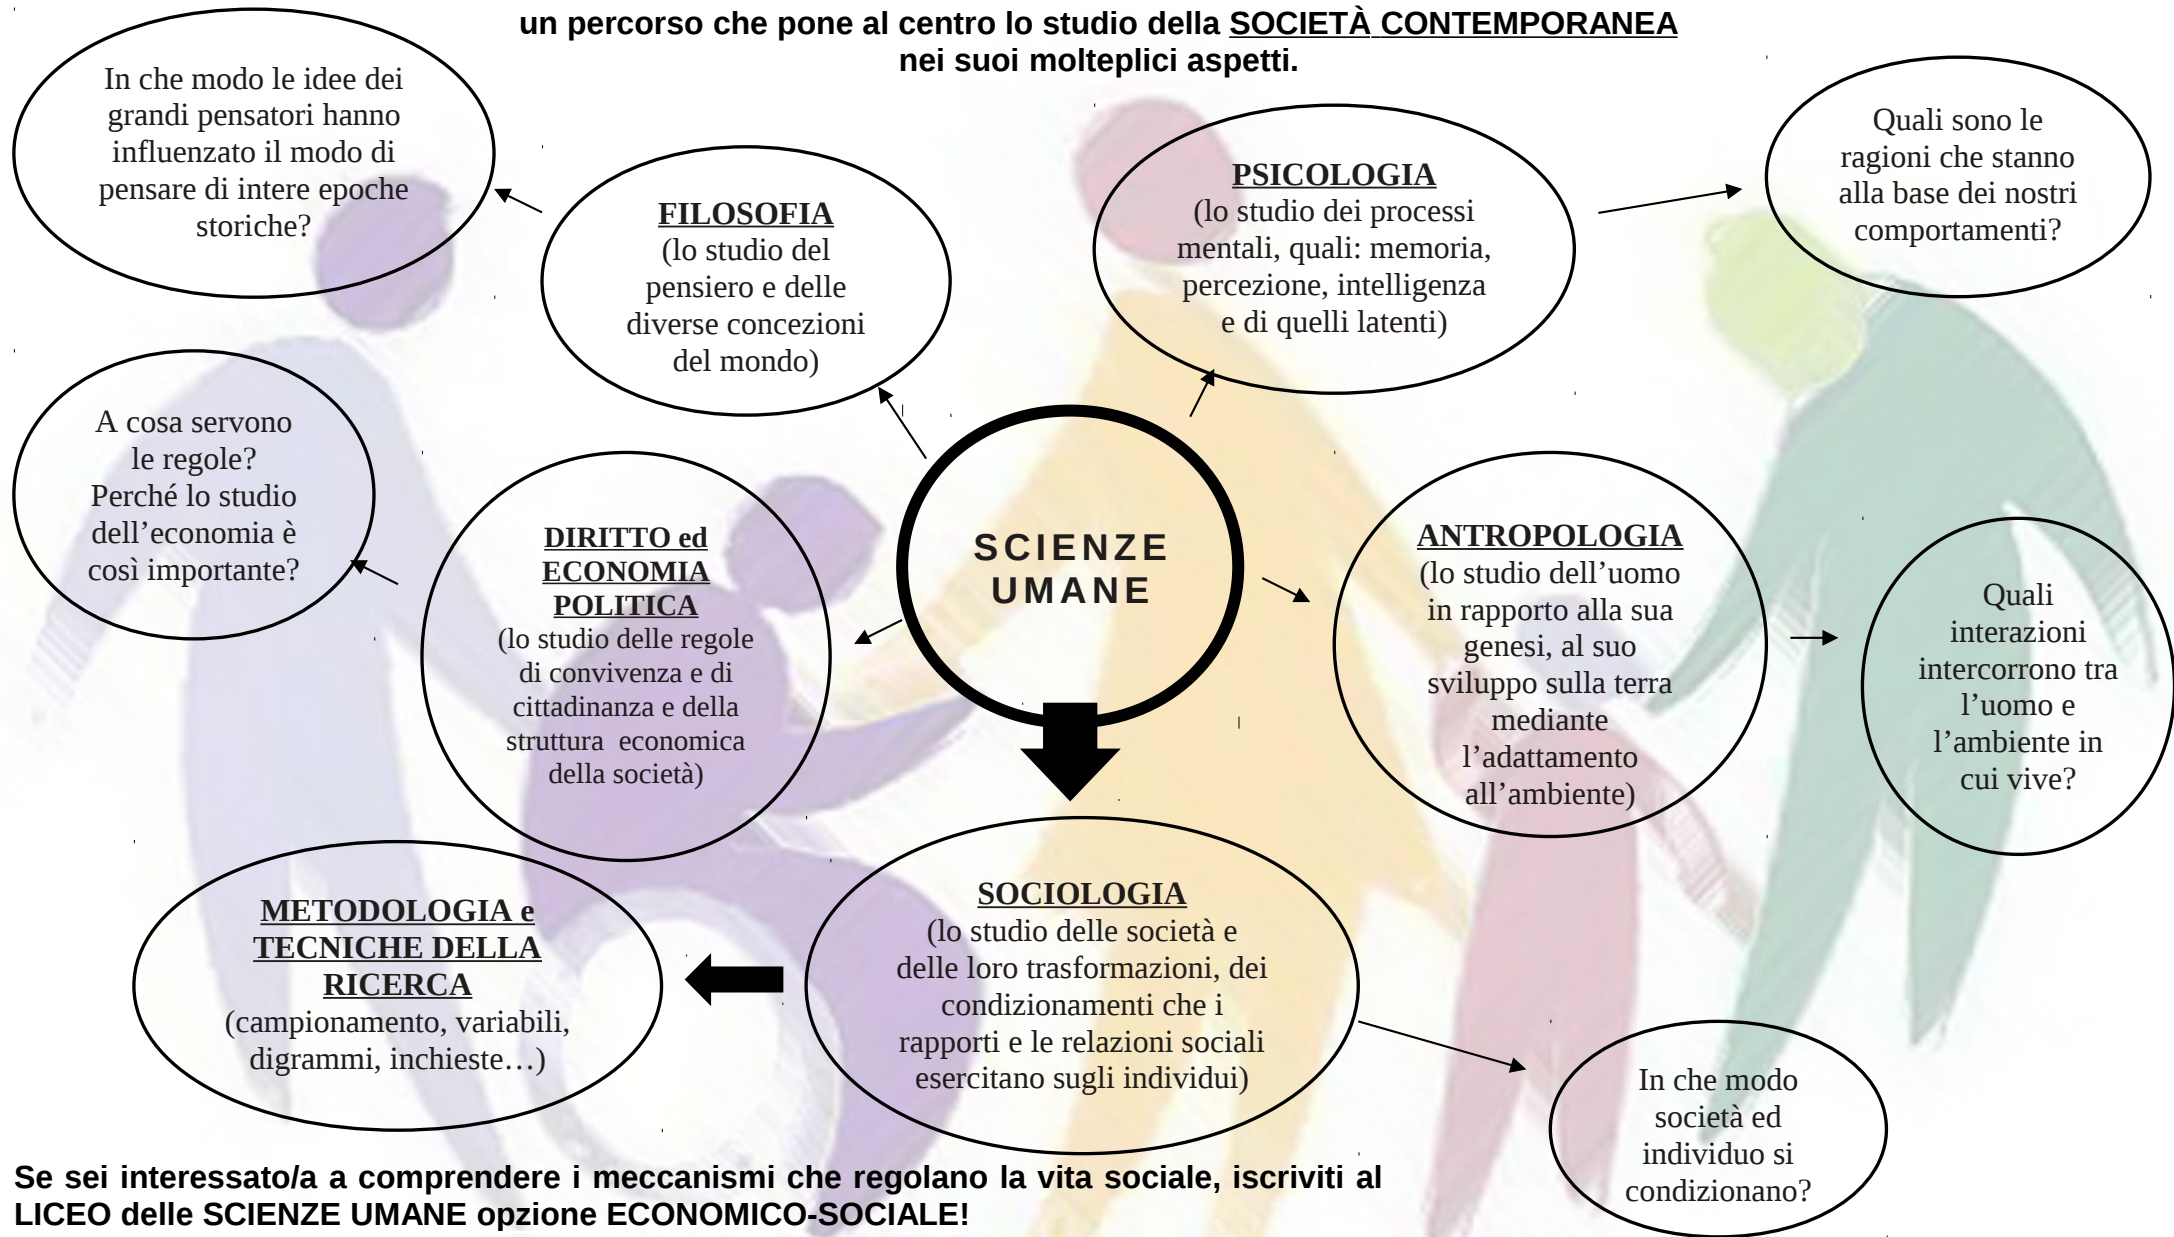 un percorso che pone al centro lo studio della SOCIETÀ CONTEMPORANEA
nei suoi molteplici aspetti.
In che modo le idee dei
grandi pensatori hanno
influenzato il modo di
pensare di intere epoche
storiche?
FILOSOFIA
(lo studio del
pensiero e delle
diverse concezioni
del mondo)
PSICOLOGIA
(lo studio dei processi
mentali, quali: memoria,
percezione, intelligenza
e di quelli latenti)
Quali sono le
ragioni che stanno
alla base dei nostri
comportamenti?
A cosa servono
le regole?
Perché lo studio
dell’economia è
così importante?
DIRITTO ed
ECONOMIA
POLITICA
(lo studio delle regole
di convivenza e di
cittadinanza e della
struttura  economica
della società)
SCIENZE
UMANE
ANTROPOLOGIA
(lo studio dell’uomo
in rapporto alla sua
genesi, al suo
sviluppo sulla terra
mediante
l’adattamento
all’ambiente)
Quali
interazioni
intercorrono tra
l’uomo e
l’ambiente in
cui vive?
METODOLOGIA e
TECNICHE DELLA
RICERCA
(campionamento, variabili,
digrammi, inchieste…)
SOCIOLOGIA
(lo studio delle società e
delle loro trasformazioni, dei
condizionamenti che i
rapporti e le relazioni sociali
esercitano sugli individui)
In che modo
società ed
individuo si
condizionano?
Se sei interessato/a a comprendere i meccanismi che regolano la vita sociale, iscriviti al
LICEO delle SCIENZE UMANE opzione ECONOMICO-SOCIALE!